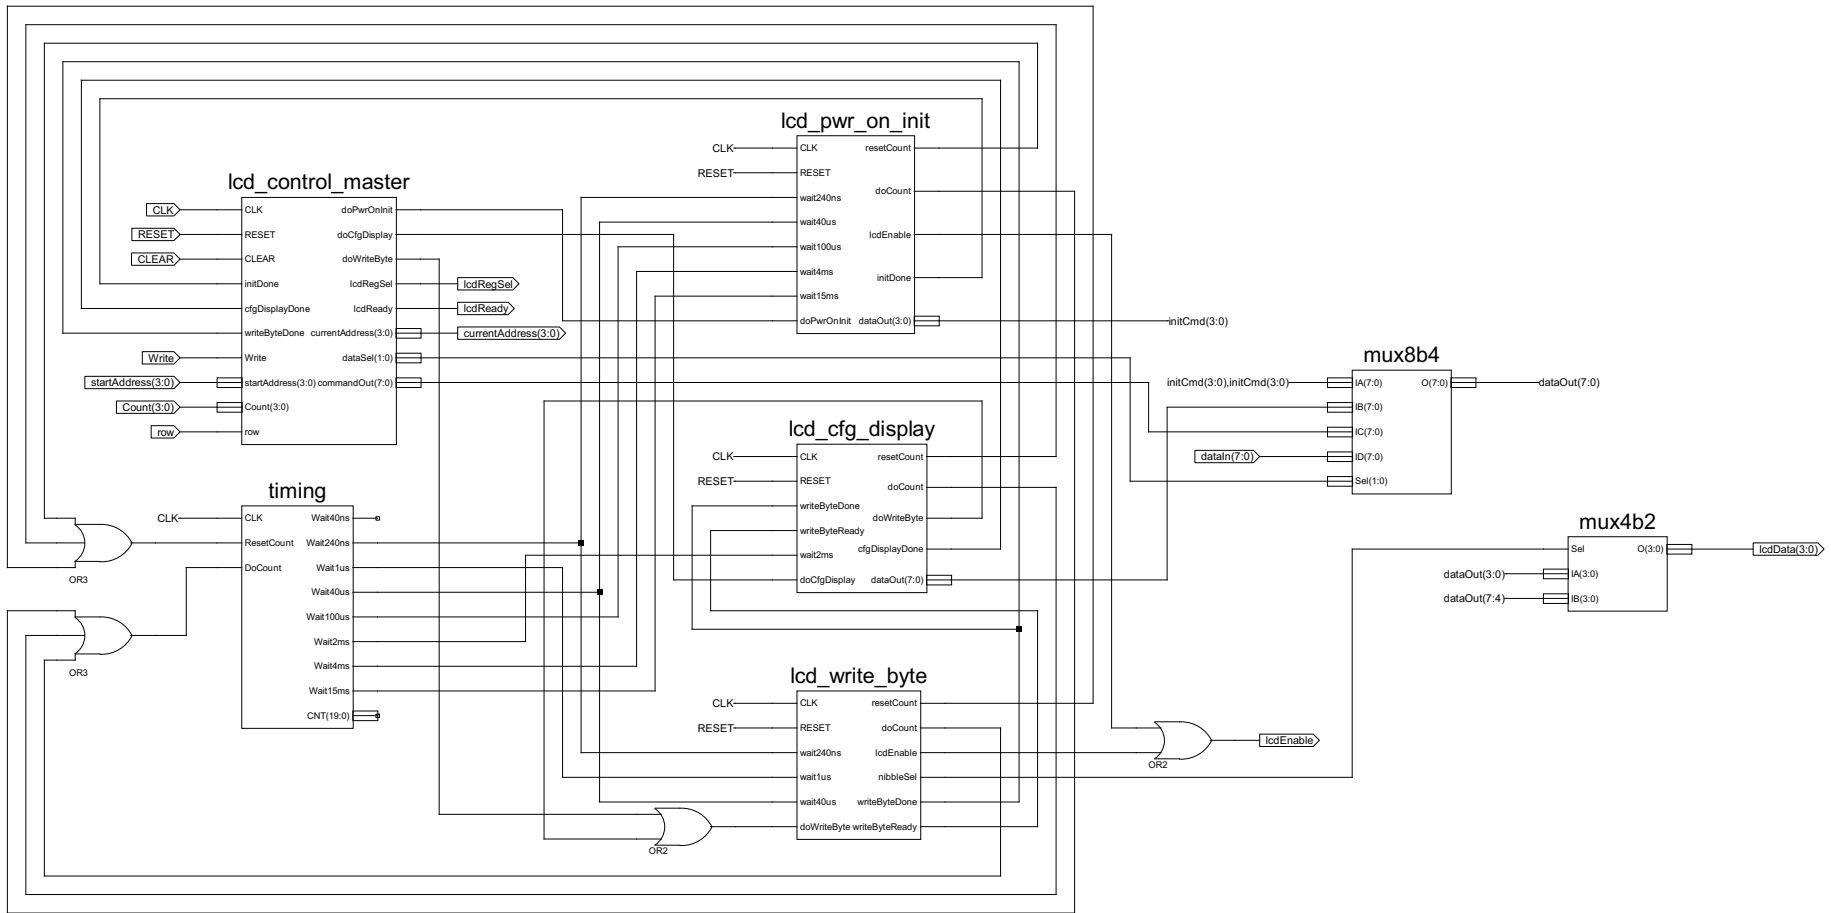 lcd_pwr_on_init
CLK
RESET
CLK
RESET
wait240ns
wait40us
wait100us
wait4ms
wait15ms
doPwrOnInit
resetCount
doCount
lcdEnable
initDone
dataOut(3:0)
initCmd(3:0)
lcd_control_master
CLK
RESET
CLEAR
Write
startAddress(3:0)
Count(3:0)
row
CLK
RESET
CLEAR
initDone
cfgDisplayDone
writeByteDone
Write
startAddress(3:0)
Count(3:0)
row
doPwrOnInit
doCfgDisplay
doWriteByte
lcdRegSel
lcdReady
currentAddress(3:0)
dataSel(1:0)
commandOut(7:0)
lcdRegSel
lcdReady
currentAddress(3:0)
mux8b4
initCmd(3:0),initCmd(3:0)
dataIn(7:0)
IA(7:0)
IB(7:0)
IC(7:0)
ID(7:0)
Sel(1:0)
O(7:0)
dataOut(7:0)
lcd_cfg_display
CLK
RESET
CLK
RESET
writeByteDone
writeByteReady
wait2ms
doCfgDisplay
resetCount
doCount
doWriteByte
cfgDisplayDone
dataOut(7:0)
timing
CLK
CLK
ResetCount
DoCount
Wait40ns
Wait240ns
Wait1us
Wait40us
Wait100us
Wait2ms
Wait4ms
Wait15ms
CNT(19:0)
OR3
OR3
mux4b2
dataOut(3:0)
dataOut(7:4)
Sel
IA(3:0)
IB(3:0)
O(3:0)
lcdData(3:0)
lcd_write_byte
CLK
RESET
CLK
RESET
wait240ns
wait1us
wait40us
doWriteByte
resetCount
doCount
lcdEnable
nibbleSel
writeByteDone
writeByteReady
OR2
lcdEnable
OR2